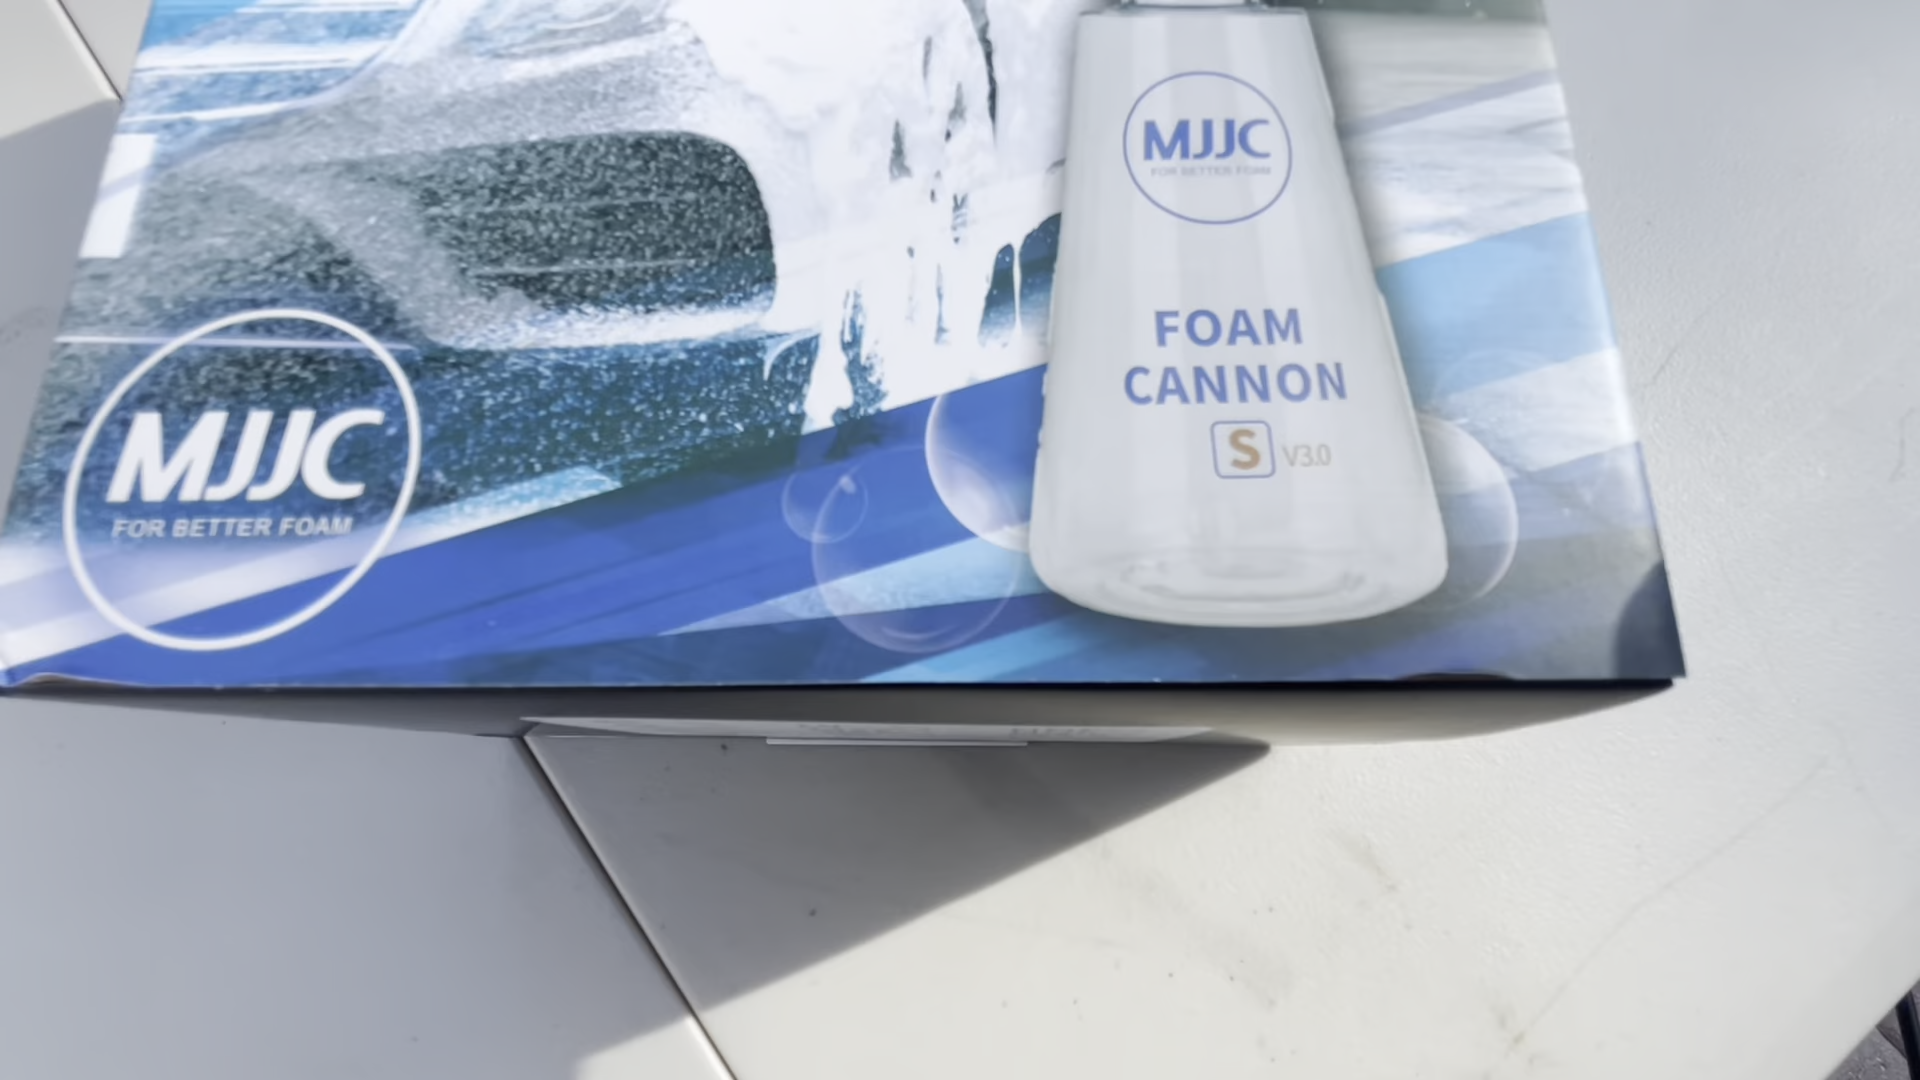 MJJC
FOR BETTER FOAM
FOAM
CANNON
S V3.0
MJJC
FOR BETTER FOAM